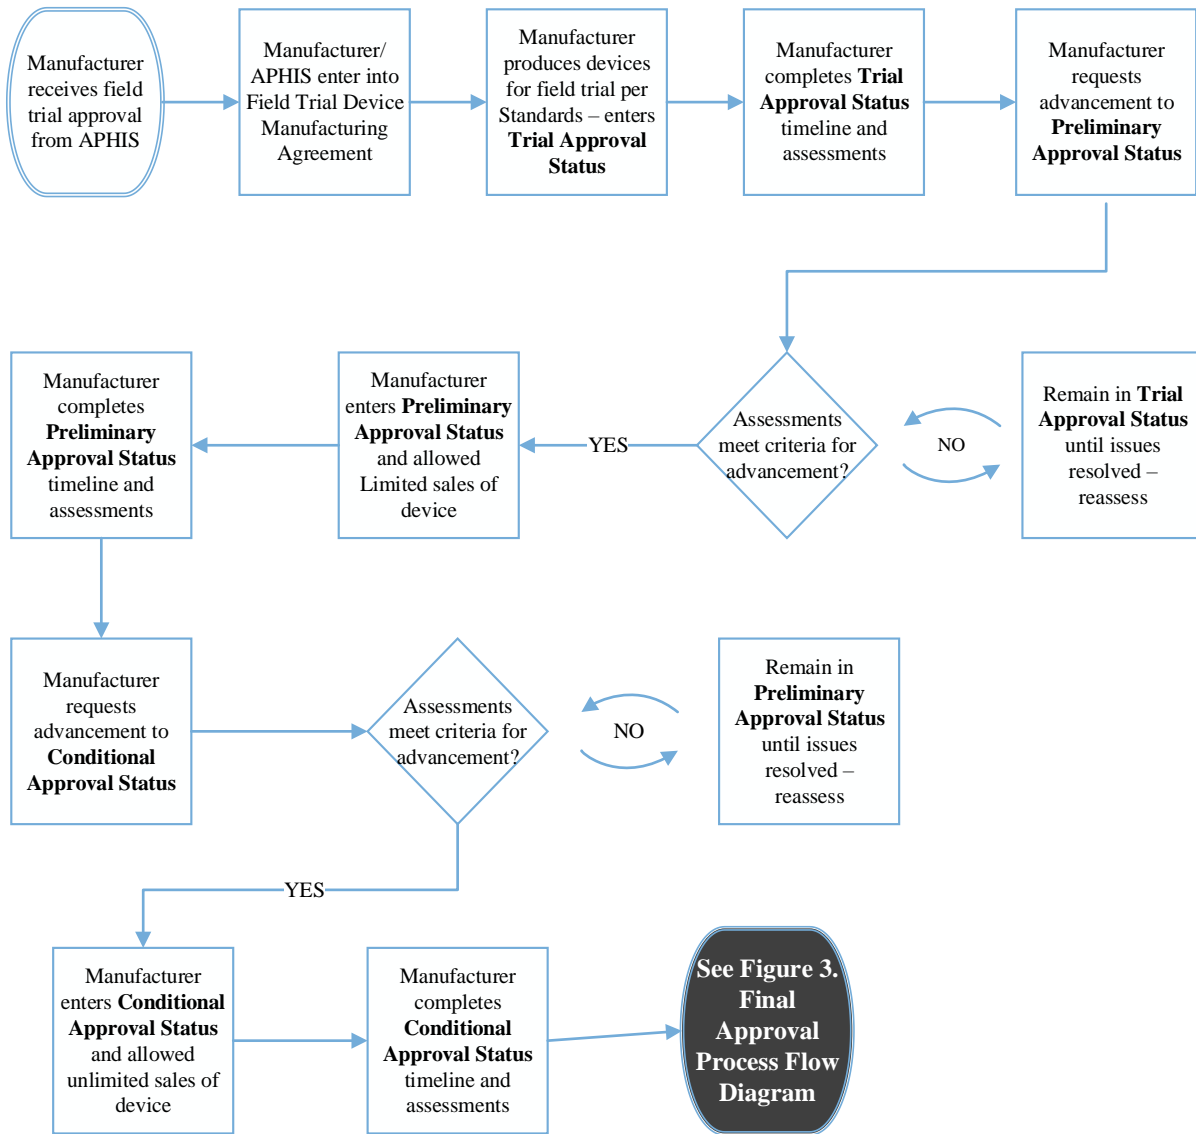 Manufacturer
receives field
trial approval
from APHIS
Manufacturer/
APHIS enter into
Field Trial Device
Manufacturing
Agreement
Manufacturer
produces devices
for field trial per
Standards – enters
Trial Approval
Status
Manufacturer
completes Trial
Approval Status
timeline and
assessments
Manufacturer
requests
advancement to
Preliminary
Approval Status
Manufacturer
completes
Preliminary
Approval Status
timeline and
assessments
Manufacturer
enters Preliminary
Approval Status
and allowed
Limited sales of
device
YES
Assessments
meet criteria for
advancement?
NO
Remain in Trial
Approval Status
until issues
resolved –
reassess
Manufacturer
requests
advancement to
Conditional
Approval Status
Assessments
meet criteria for
advancement?
NO
Remain in
Preliminary
Approval Status
until issues
resolved –
reassess
YES
Manufacturer
enters Conditional
Approval Status
and allowed
unlimited sales of
device
Manufacturer
completes
Conditional
Approval Status
timeline and
assessments
See Figure 3.
Final
Approval
Process Flow
Diagram